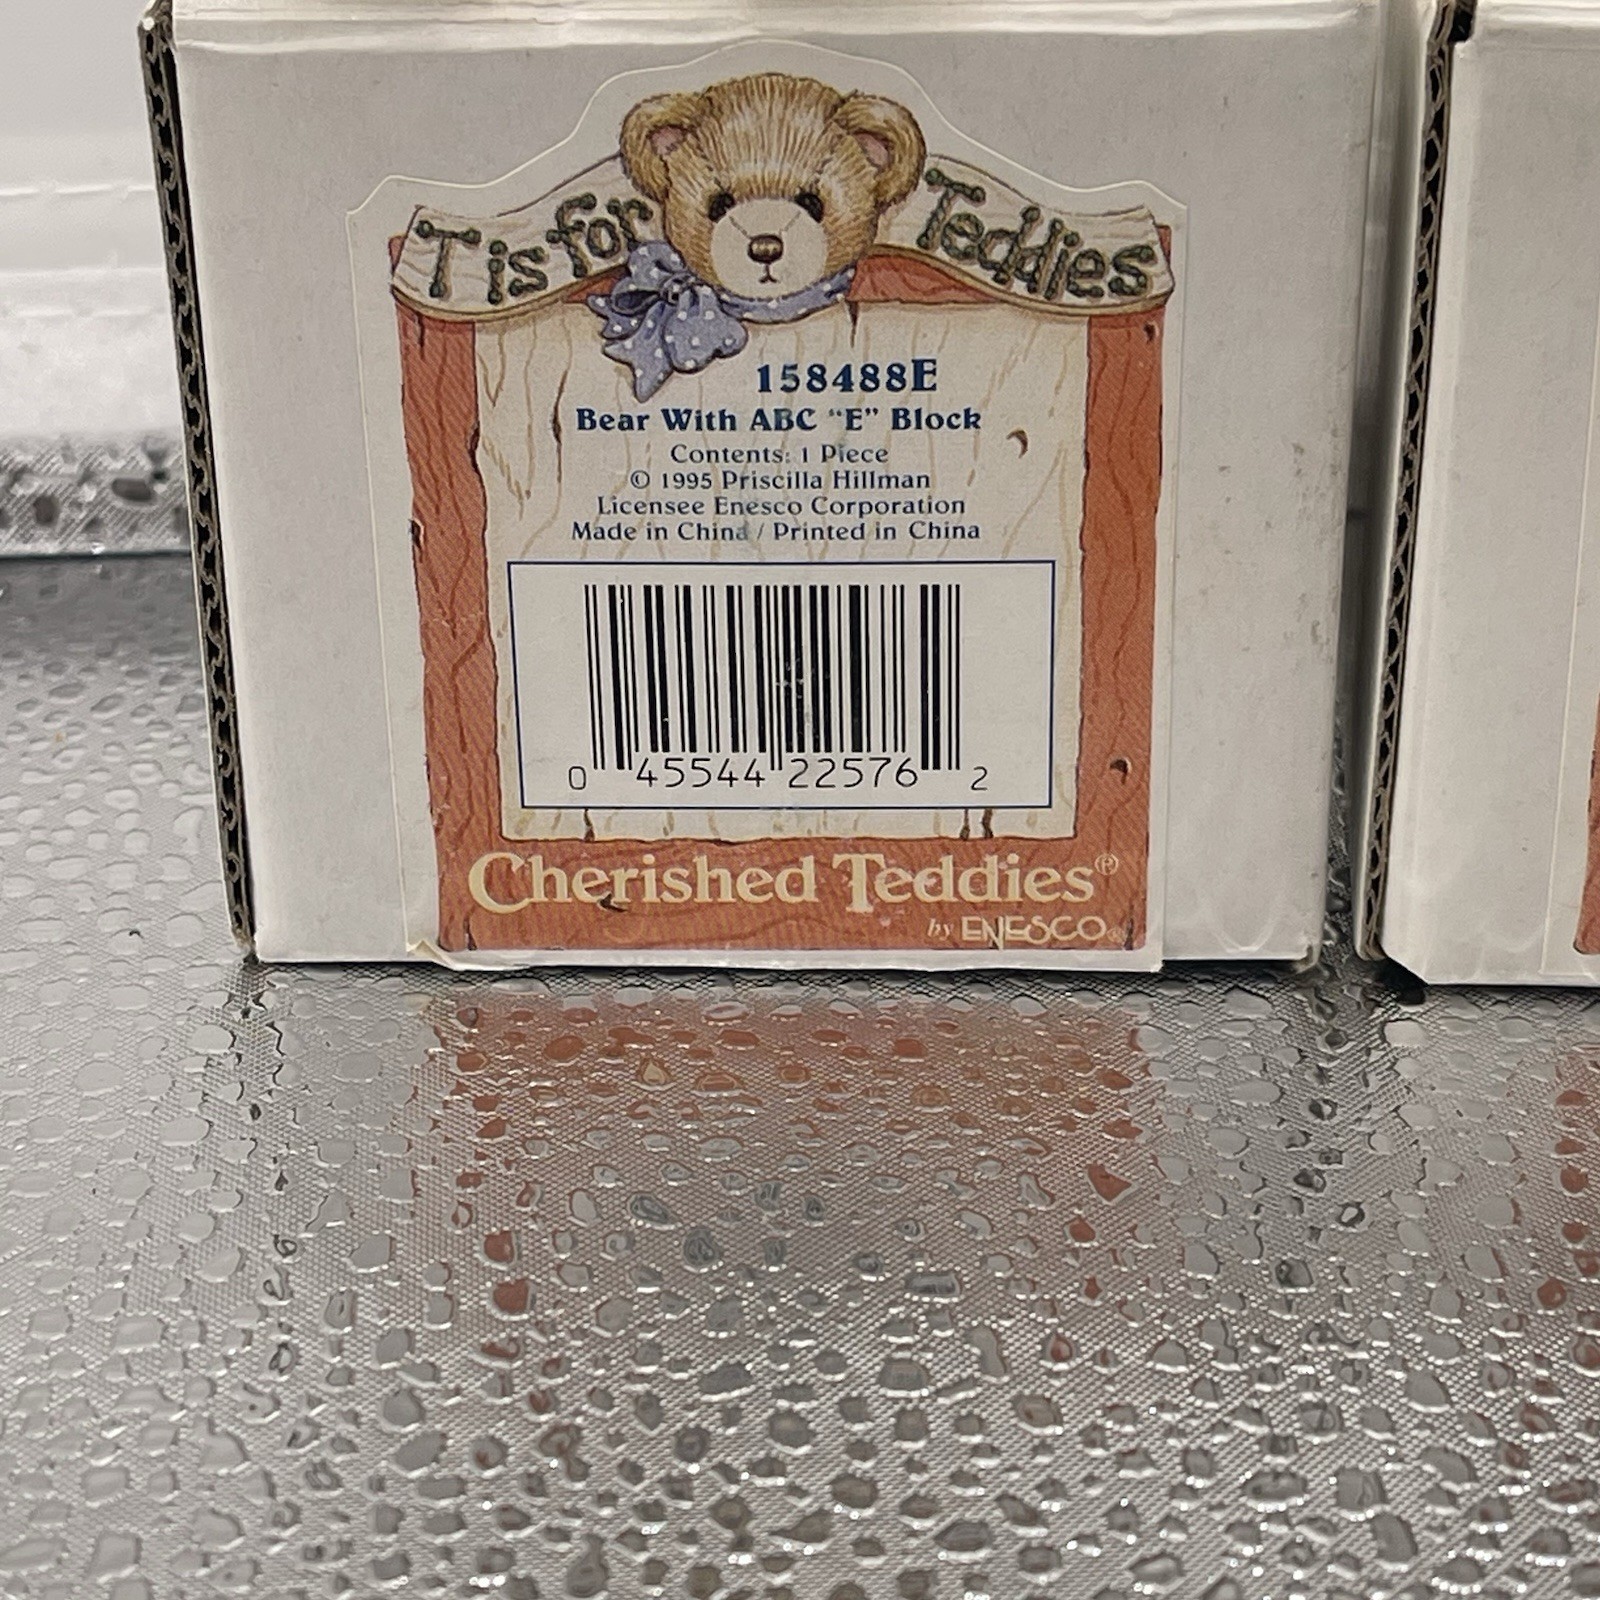 T is for Teddies
158488E
Bear With ABC “E” Block
Contents: 1 Piece
© 1995 Priscilla Hillman
Licensee Enesco Corporation
Made in China / Printed in China
0 45544 22576 2
Cherished Teddies®
by ENESCO®